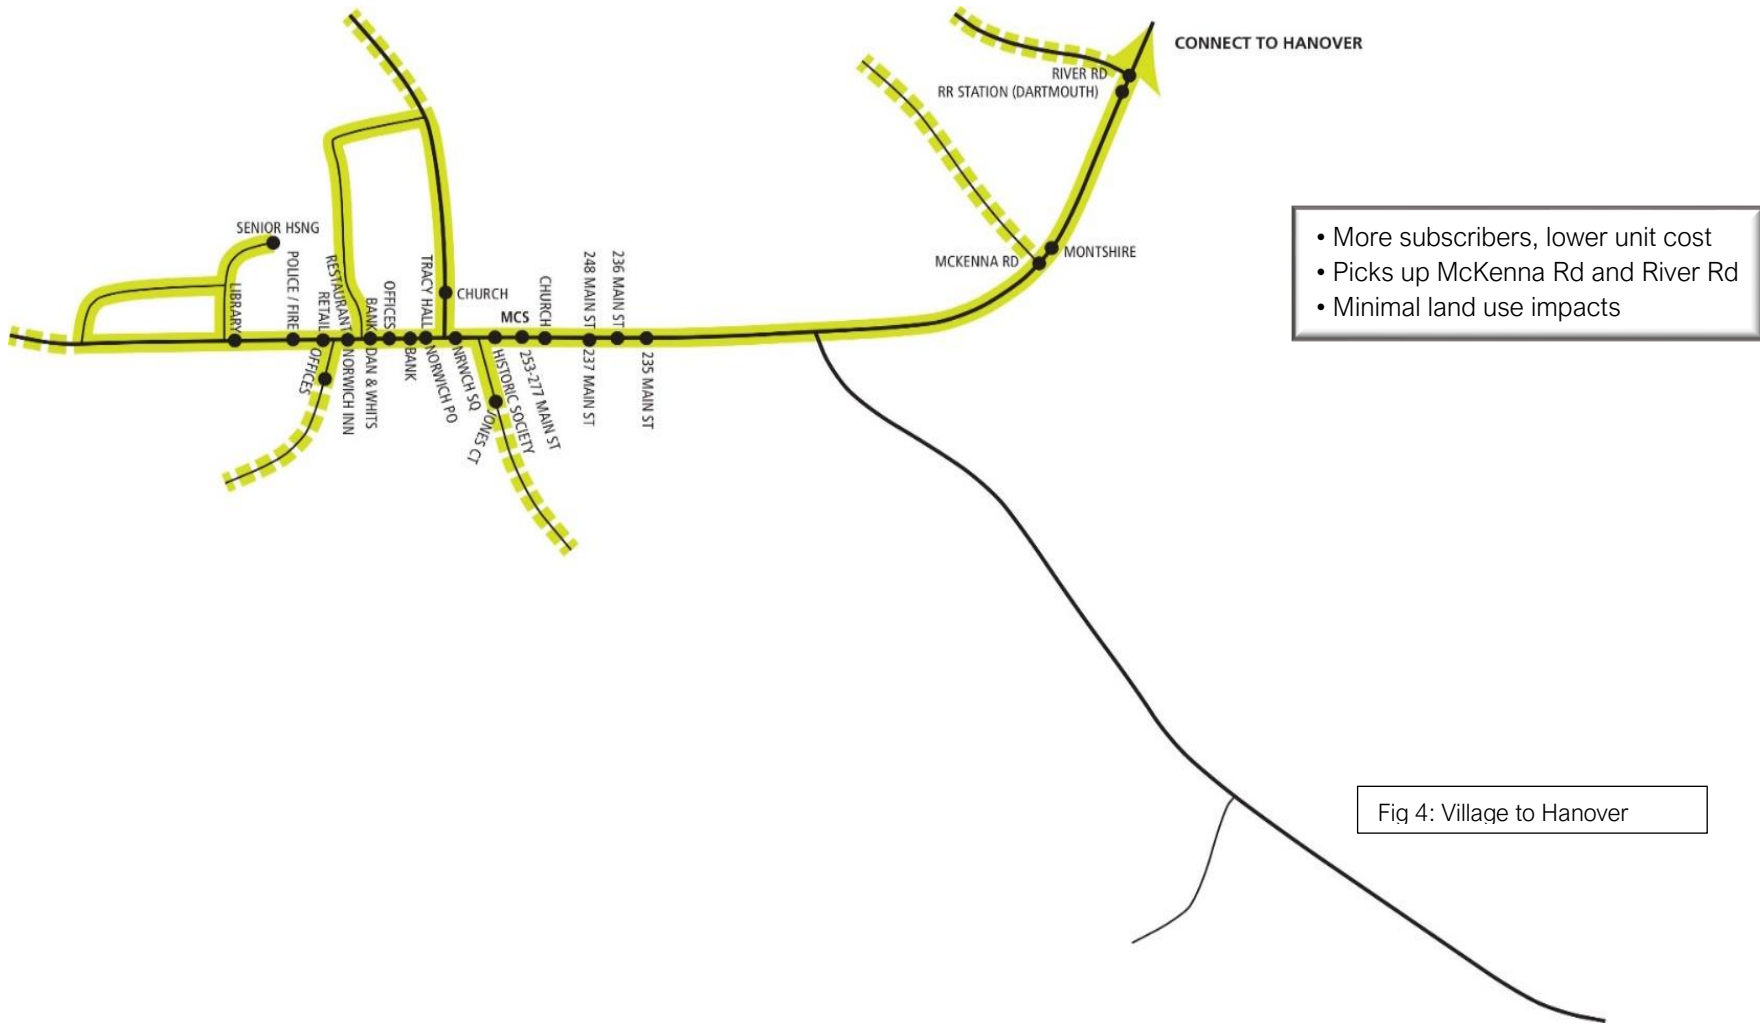 CONNECT TO HANOVER
RIVER RD
RR STATION (DARTMOUTH)
• More subscribers, lower unit cost
• Picks up McKenna Rd and River Rd
• Minimal land use impacts
SENIOR HSNG
MONTSHIRE
MCKENNA RD
LIBRARY
POLICE / FIRE
RETAIL
RESTAURANT
BANK
OFFICES
TRACY HALL
CHURCH
MCS
CHURCH
248 MAIN ST
236 MAIN ST
OFFICES
NORWICH INN
DAN & WHITS
BANK
NORWICH PO
NRWCH SQ
JONES CT
HISTORIC SOCIETY
253-277 MAIN ST
237 MAIN ST
235 MAIN ST
Fig 4: Village to Hanover